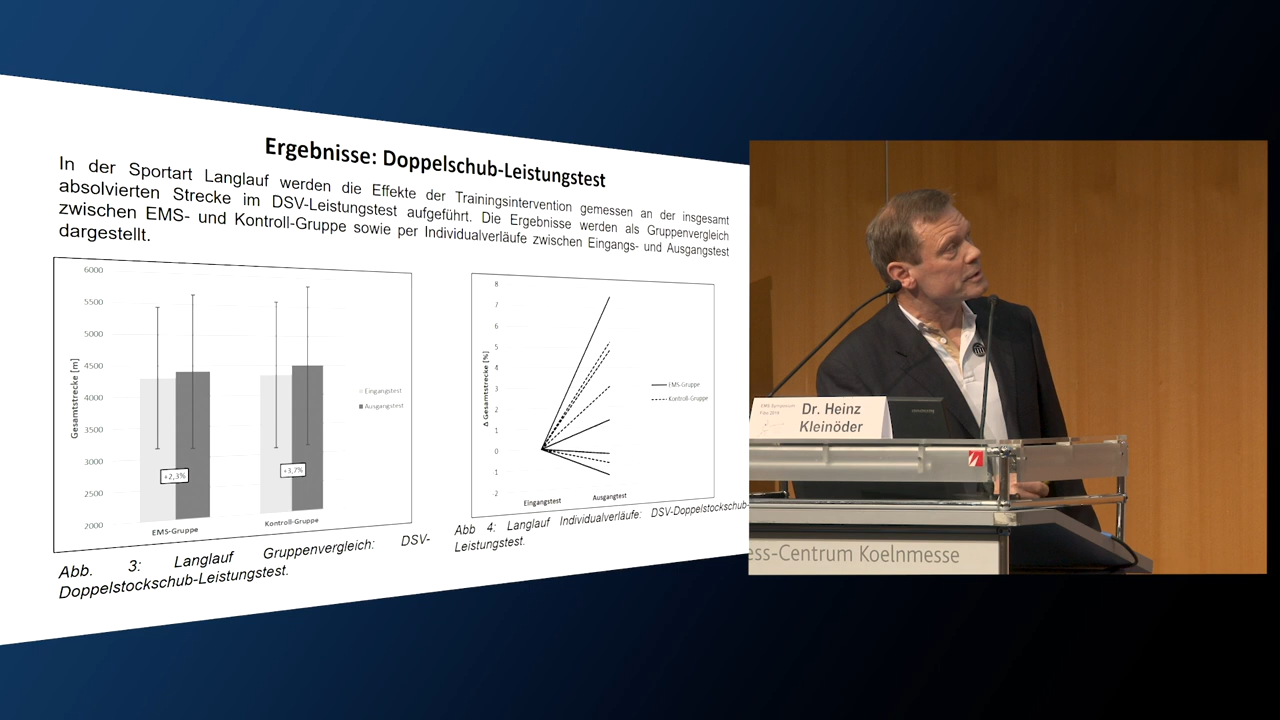 Ergebnisse: Doppelschub-Leistungstest
In der Sportart Langlauf werden die Effekte der Trainingsintervention gemessen an der insgesamt
absolvierten Strecke im DSV-Leistungstest aufgeführt. Die Ergebnisse werden als Gruppenvergleich
zwischen EMS- und Kontroll-Gruppe sowie per Individualverläufe zwischen Eingangs- und Ausgangstest
dargestellt.
6000
5500
5000
4500
4000
3500
3000
2500
2000
Gesamtstrecke [m]
+2,3%
+3,7%
EMS-Gruppe
Kontroll-Gruppe
Eingangstest
Ausgangstest
Abb. 3: Langlauf Gruppenvergleich: DSV-
Doppelstockschub-Leistungstest.
8
7
6
5
4
3
2
1
0
1
2
Δ Gesamtstrecke [%]
Eingangstest
Ausgangtest
EMS-Gruppe
Kontroll-Gruppe
Abb 4: Langlauf Individualverläufe: DSV-Doppelstockschub-
Leistungstest.
EMS Symposium
Dr. Heinz
Kleinöder
ess-Centrum Koelnmesse